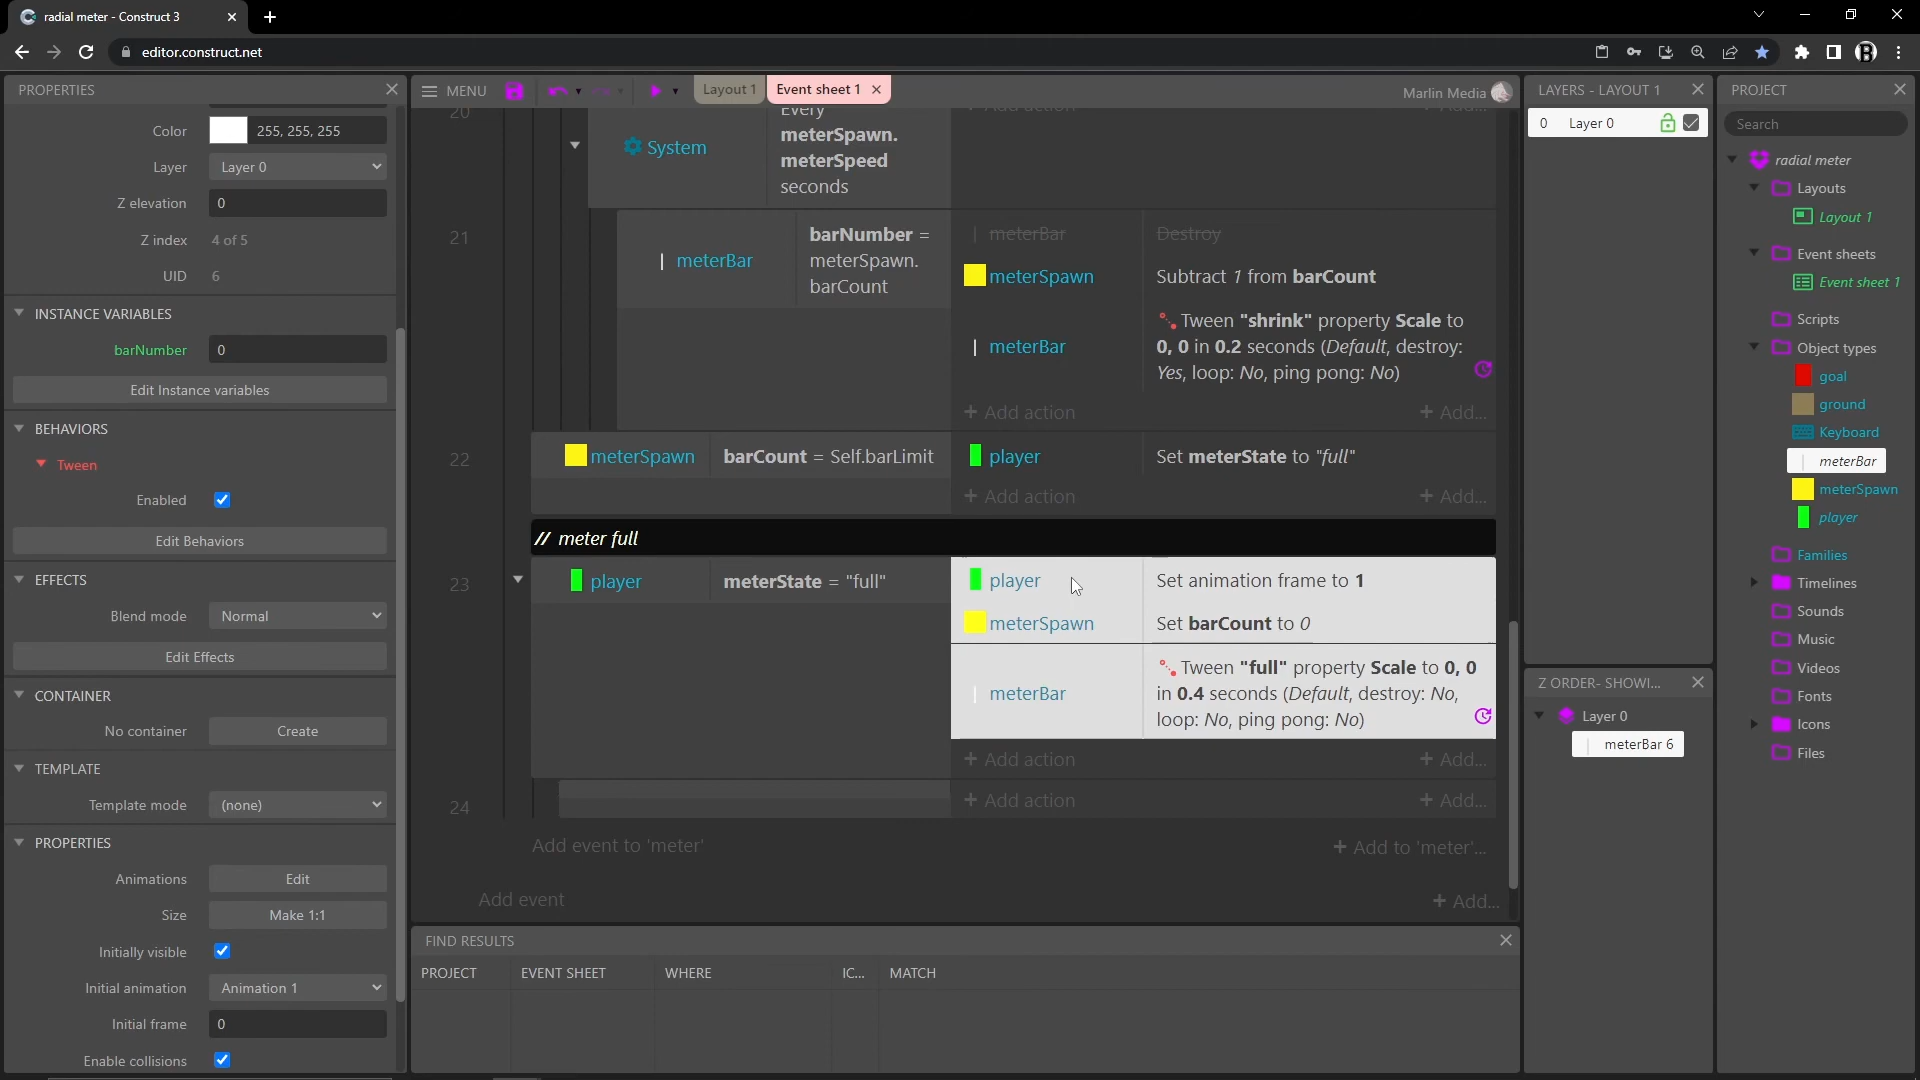 radial meter - Construct 3
editor.construct.net
PROPERTIES
Color
255, 255, 255
Layer
Layer 0
Z elevation
0
Z index
4 of 5
UID
6
INSTANCE VARIABLES
barNumber
0
Edit Instance variables
BEHAVIORS
Tween
Enabled
Edit Behaviors
EFFECTS
Blend mode
Normal
Edit Effects
CONTAINER
No container
Create
TEMPLATE
Template mode
(none)
PROPERTIES
Animations
Edit
Size
Make 1:1
Initially visible
Initial animation
Animation 1
Initial frame
0
Enable collisions
MENU
Layout 1
Event sheet 1
Marlin Media
20
System
Every
meterSpawn.
meterSpeed
seconds
21
meterBar
barNumber =
meterSpawn.
barCount
meterBar
Destroy
meterSpawn
Subtract 1 from barCount
meterBar
Tween "shrink" property Scale to
0, 0 in 0.2 seconds (Default, destroy:
Yes, loop: No, ping pong: No)
+ Add action
+ Add...
22
meterSpawn
barCount = Self.barLimit
player
Set meterState to "full"
+ Add action
+ Add...
// meter full
23
player
meterState = "full"
player
Set animation frame to 1
meterSpawn
Set barCount to 0
meterBar
Tween "full" property Scale to 0, 0
in 0.4 seconds (Default, destroy: No,
loop: No, ping pong: No)
+ Add action
+ Add...
24
+ Add action
+ Add...
Add event to 'meter'
+ Add to 'meter'...
Add event
+ Add...
FIND RESULTS
PROJECT
EVENT SHEET
WHERE
IC...
MATCH
LAYERS - LAYOUT 1
0
Layer 0
Z ORDER- SHOWI...
Layer 0
meterBar 6
PROJECT
Search
radial meter
Layouts
Layout 1
Event sheets
Event sheet 1
Scripts
Object types
goal
ground
Keyboard
meterBar
meterSpawn
player
Families
Timelines
Sounds
Music
Videos
Fonts
Icons
Files